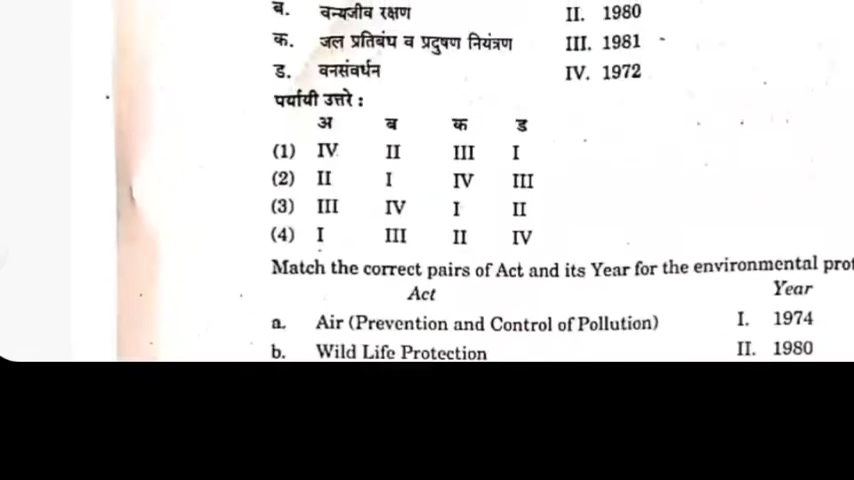 ब. वन्यजीव रक्षण II. 1980
क. जल प्रतिबंध व प्रदुषण नियंत्रण III. 1981
ड. वनसंवर्धन IV. 1972
पर्यायी उत्तरे :
अ ब क ड
(1) IV II III I
(2) II I IV III
(3) III IV I II
(4) I III II IV
Match the correct pairs of Act and its Year for the environmental
Act Year
a. Air (Prevention and Control of Pollution) I. 1974
b. Wild Life Protection II. 1980